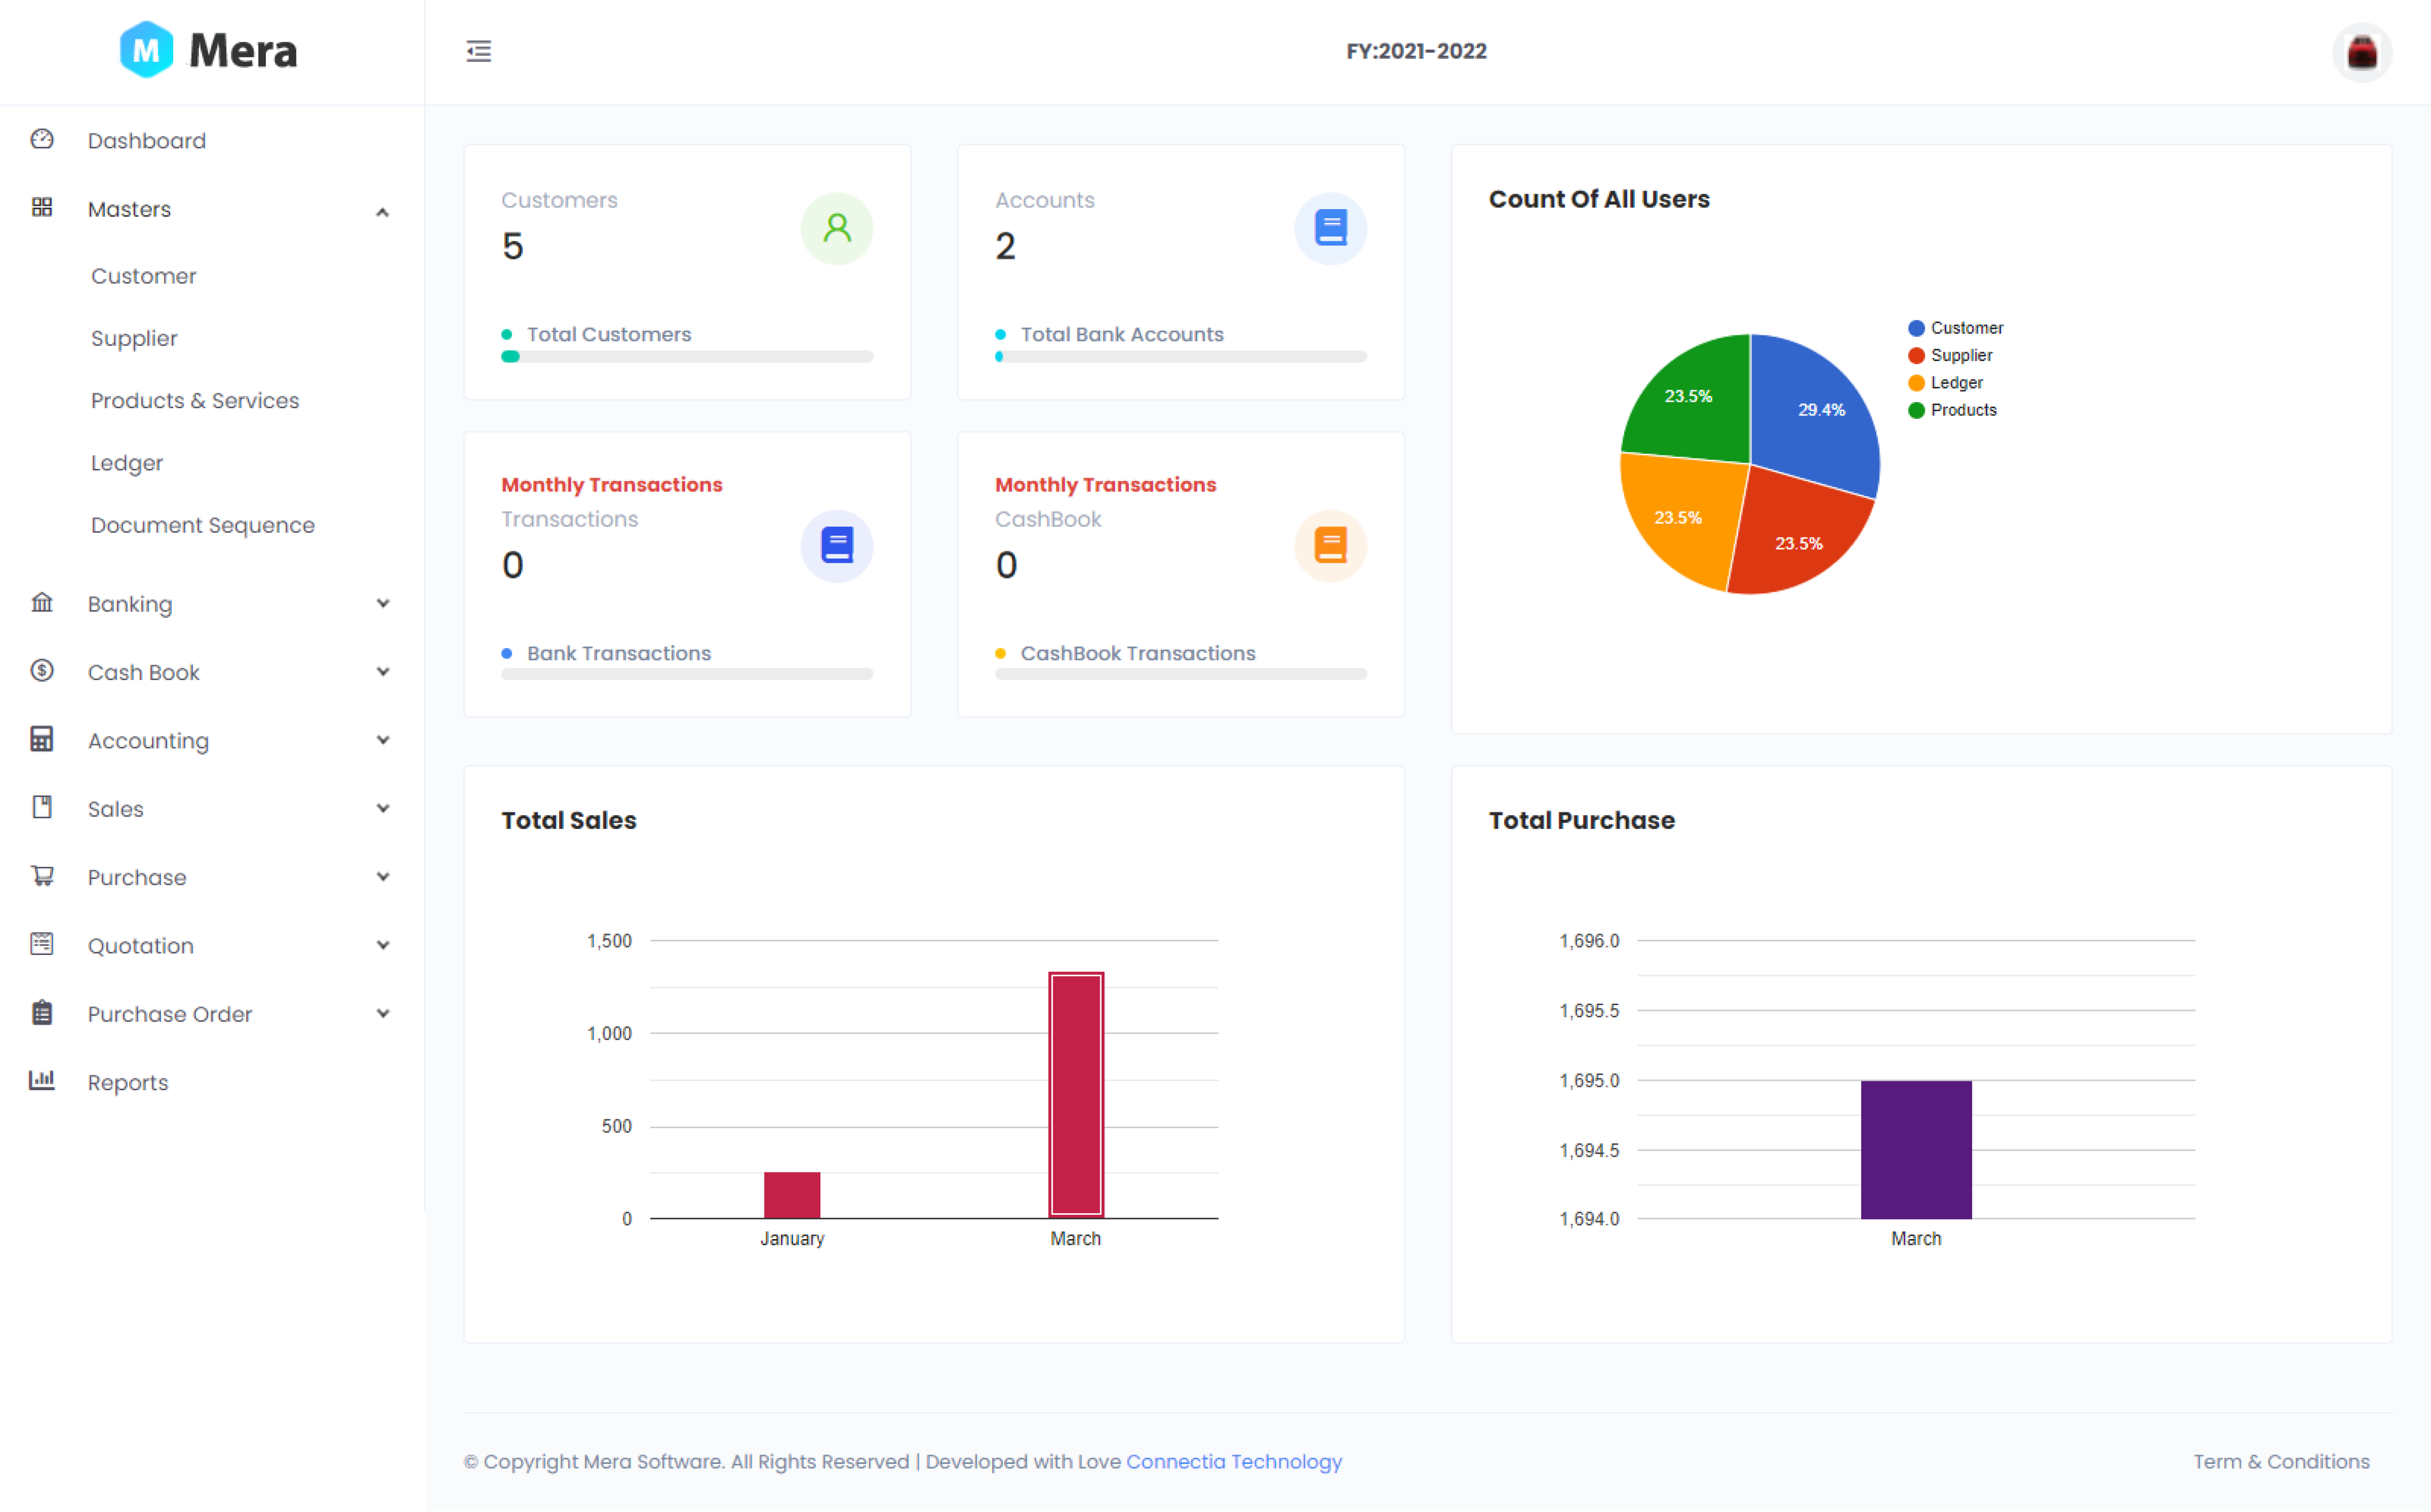 M Mera
FY:2021-2022
Dashboard
Masters
Customer
Supplier
Products & Services
Ledger
Document Sequence
Banking
Cash Book
Accounting
Sales
Purchase
Quotation
Purchase Order
Reports
Customers
5
Total Customers
Accounts
2
Total Bank Accounts
Monthly Transactions
Transactions
0
Bank Transactions
Monthly Transactions
CashBook
0
CashBook Transactions
Count Of All Users
23.5%
29.4%
23.5%
23.5%
Customer
Supplier
Ledger
Products
Total Sales
1,500
1,000
500
0
January
March
Total Purchase
1,696.0
1,695.5
1,695.0
1,694.5
1,694.0
March
© Copyright Mera Software. All Rights Reserved | Developed with Love Connectia Technology
Term & Conditions